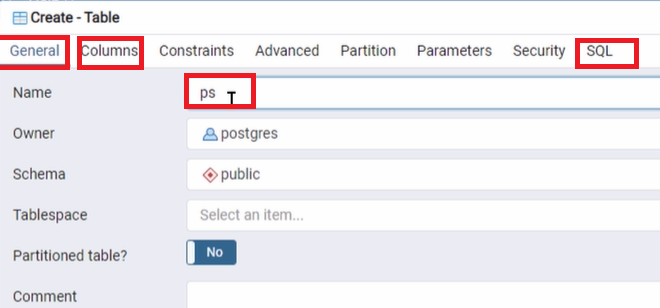 Create - Table
General Columns Constraints Advanced Partition Parameters Security SQL
Name ps
Owner postgres
Schema public
Tablespace Select an item...
Partitioned table? No
Comment